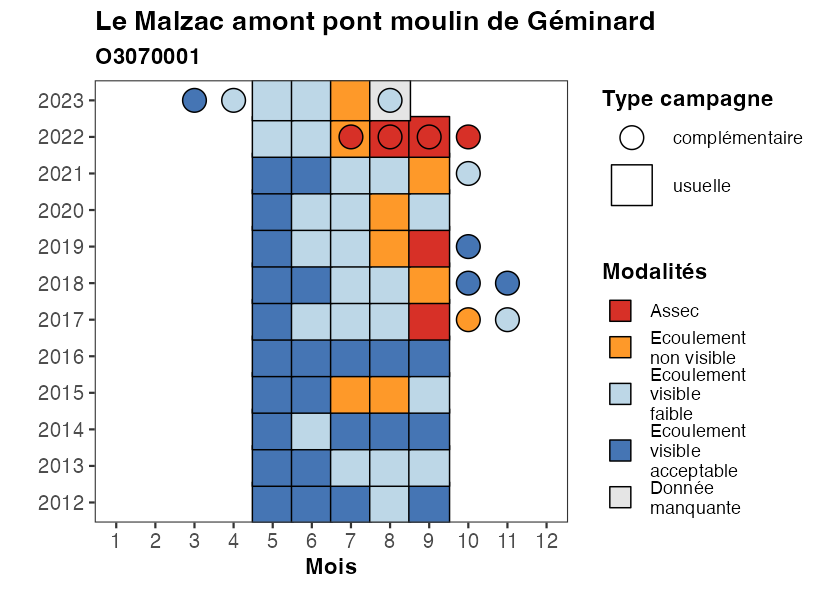 Le Malzac amont pont moulin de Géminard
O3070001
2023
2022
2021
2020
2019
2018
2017
2016
2015
2014
2013
2012
1 2 3 4 5 6 7 8 9 10 11 12
Mois
Type campagne
complémentaire
usuelle
Modalités
Assec
Ecoulement
non visible
Ecoulement
visible
faible
Ecoulement
visible
acceptable
Donnée
manquante